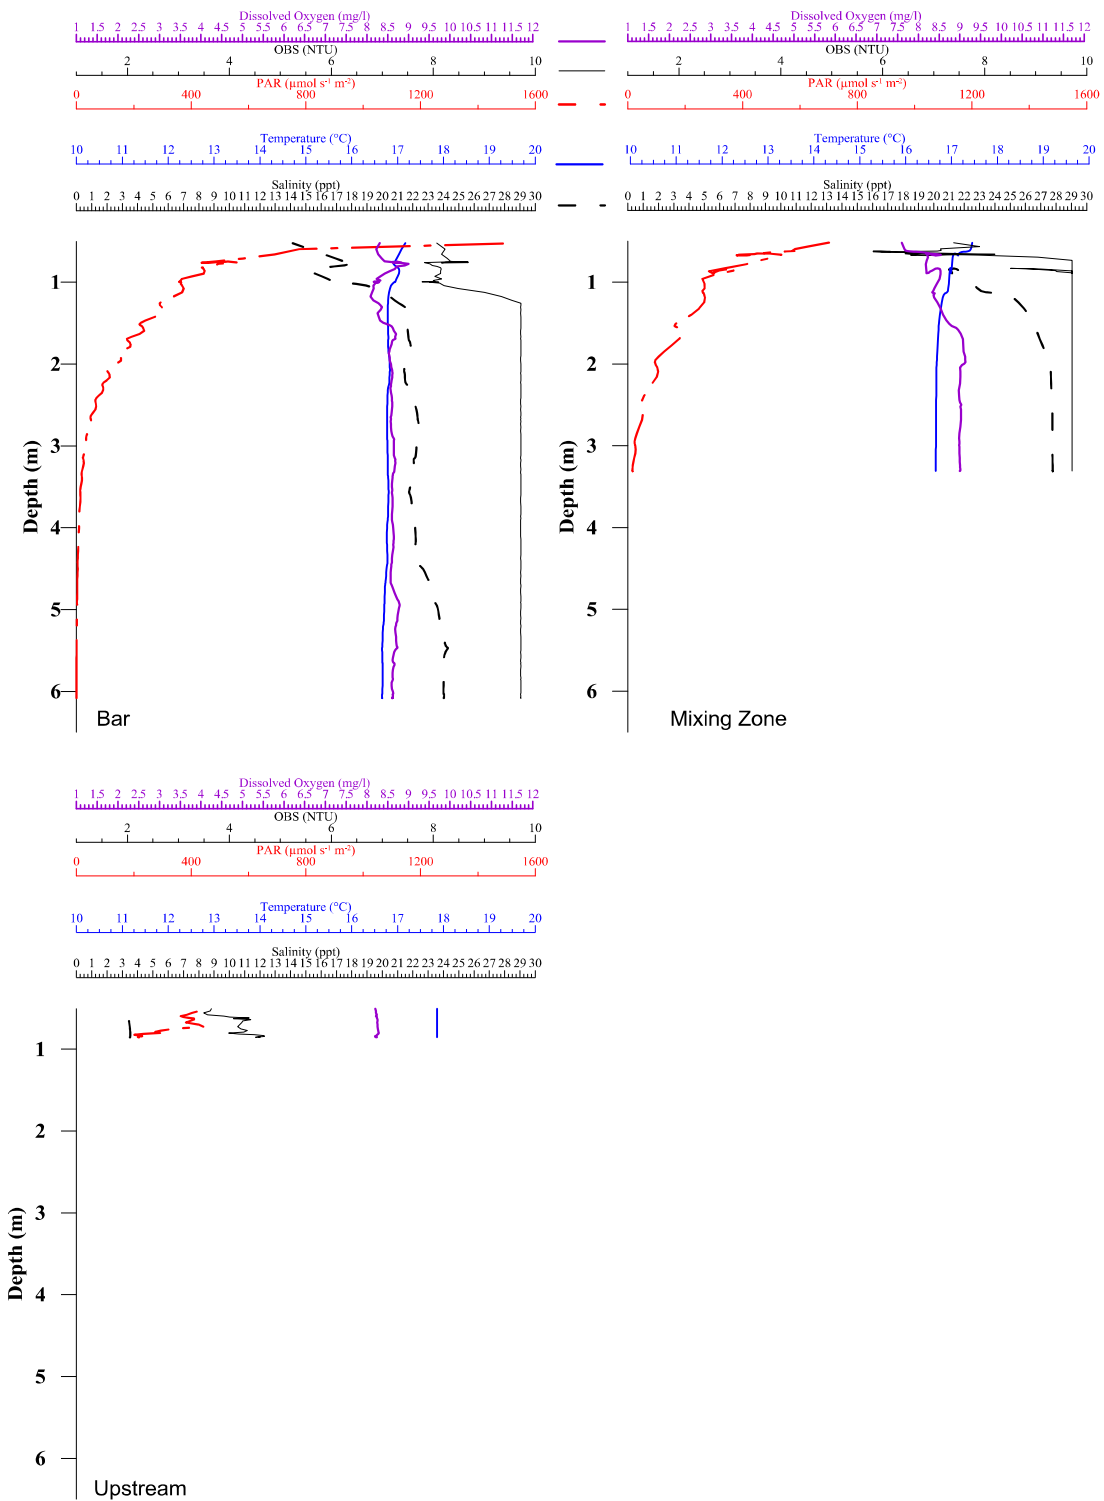 Dissolved Oxygen (mg/l)
1 1.5 2 2.5 3 3.5 4 4.5 5 5.5 6 6.5 7 7.5 8 8.5 9 9.5 10 10.5 11 11.5 12
OBS (NTU)
2 4 6 8 10
PAR (µmol s⁻¹ m⁻²)
0 400 800 1200 1600
Temperature (°C)
10 11 12 13 14 15 16 17 18 19 20
Salinity (ppt)
0 1 2 3 4 5 6 7 8 9 10 11 12 13 14 15 16 17 18 19 20 21 22 23 24 25 26 27 28 29 30
Depth (m)
1
2
3
4
5
6
Bar
Dissolved Oxygen (mg/l)
1 1.5 2 2.5 3 3.5 4 4.5 5 5.5 6 6.5 7 7.5 8 8.5 9 9.5 10 10.5 11 11.5 12
OBS (NTU)
2 4 6 8 10
PAR (µmol s⁻¹ m⁻²)
0 400 800 1200 1600
Temperature (°C)
10 11 12 13 14 15 16 17 18 19 20
Salinity (ppt)
0 1 2 3 4 5 6 7 8 9 10 11 12 13 14 15 16 17 18 19 20 21 22 23 24 25 26 27 28 29 30
Depth (m)
1
2
3
4
5
6
Mixing Zone
Dissolved Oxygen (mg/l)
1 1.5 2 2.5 3 3.5 4 4.5 5 5.5 6 6.5 7 7.5 8 8.5 9 9.5 10 10.5 11 11.5 12
OBS (NTU)
2 4 6 8 10
PAR (µmol s⁻¹ m⁻²)
0 400 800 1200 1600
Temperature (°C)
10 11 12 13 14 15 16 17 18 19 20
Salinity (ppt)
0 1 2 3 4 5 6 7 8 9 10 11 12 13 14 15 16 17 18 19 20 21 22 23 24 25 26 27 28 29 30
Depth (m)
1
2
3
4
5
6
Upstream